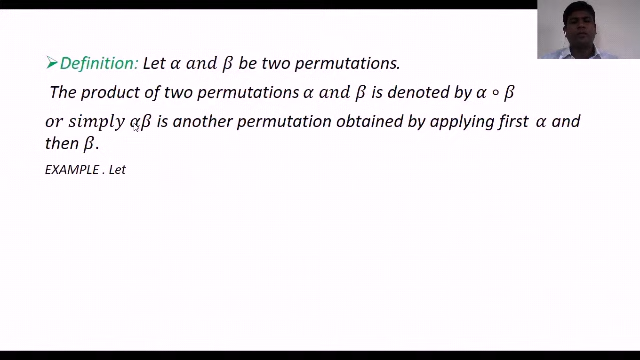 ➢Definition: Let α and β be two permutations.
The product of two permutations α and β is denoted by α ∘ β
or simply αβ is another permutation obtained by applying first α and
then β.
EXAMPLE . Let